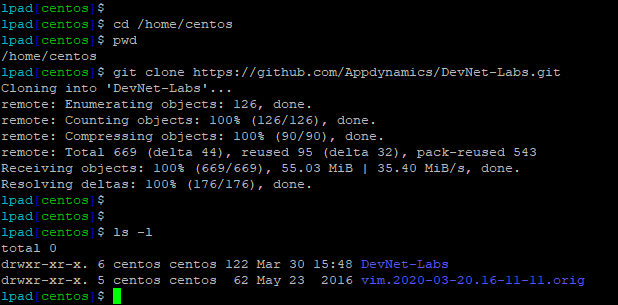 lpad[centos]$
lpad[centos]$ cd /home/centos
lpad[centos]$ pwd
/home/centos
lpad[centos]$ git clone https://github.com/Appdynamics/DevNet-Labs.git
Cloning into 'DevNet-Labs'...
remote: Enumerating objects: 126, done.
remote: Counting objects: 100% (126/126), done.
remote: Compressing objects: 100% (90/90), done.
remote: Total 669 (delta 44), reused 95 (delta 32), pack-reused 543
Receiving objects: 100% (669/669), 55.03 MiB | 35.40 MiB/s, done.
Resolving deltas: 100% (176/176), done.
lpad[centos]$
lpad[centos]$
lpad[centos]$ ls -l
total 0
drwxr-xr-x. 6 centos centos 122 Mar 30 15:48 DevNet-Labs
drwxr-xr-x. 5 centos centos  62 May 23  2016 vim.2020-03-20.16-11-11.orig
lpad[centos]$